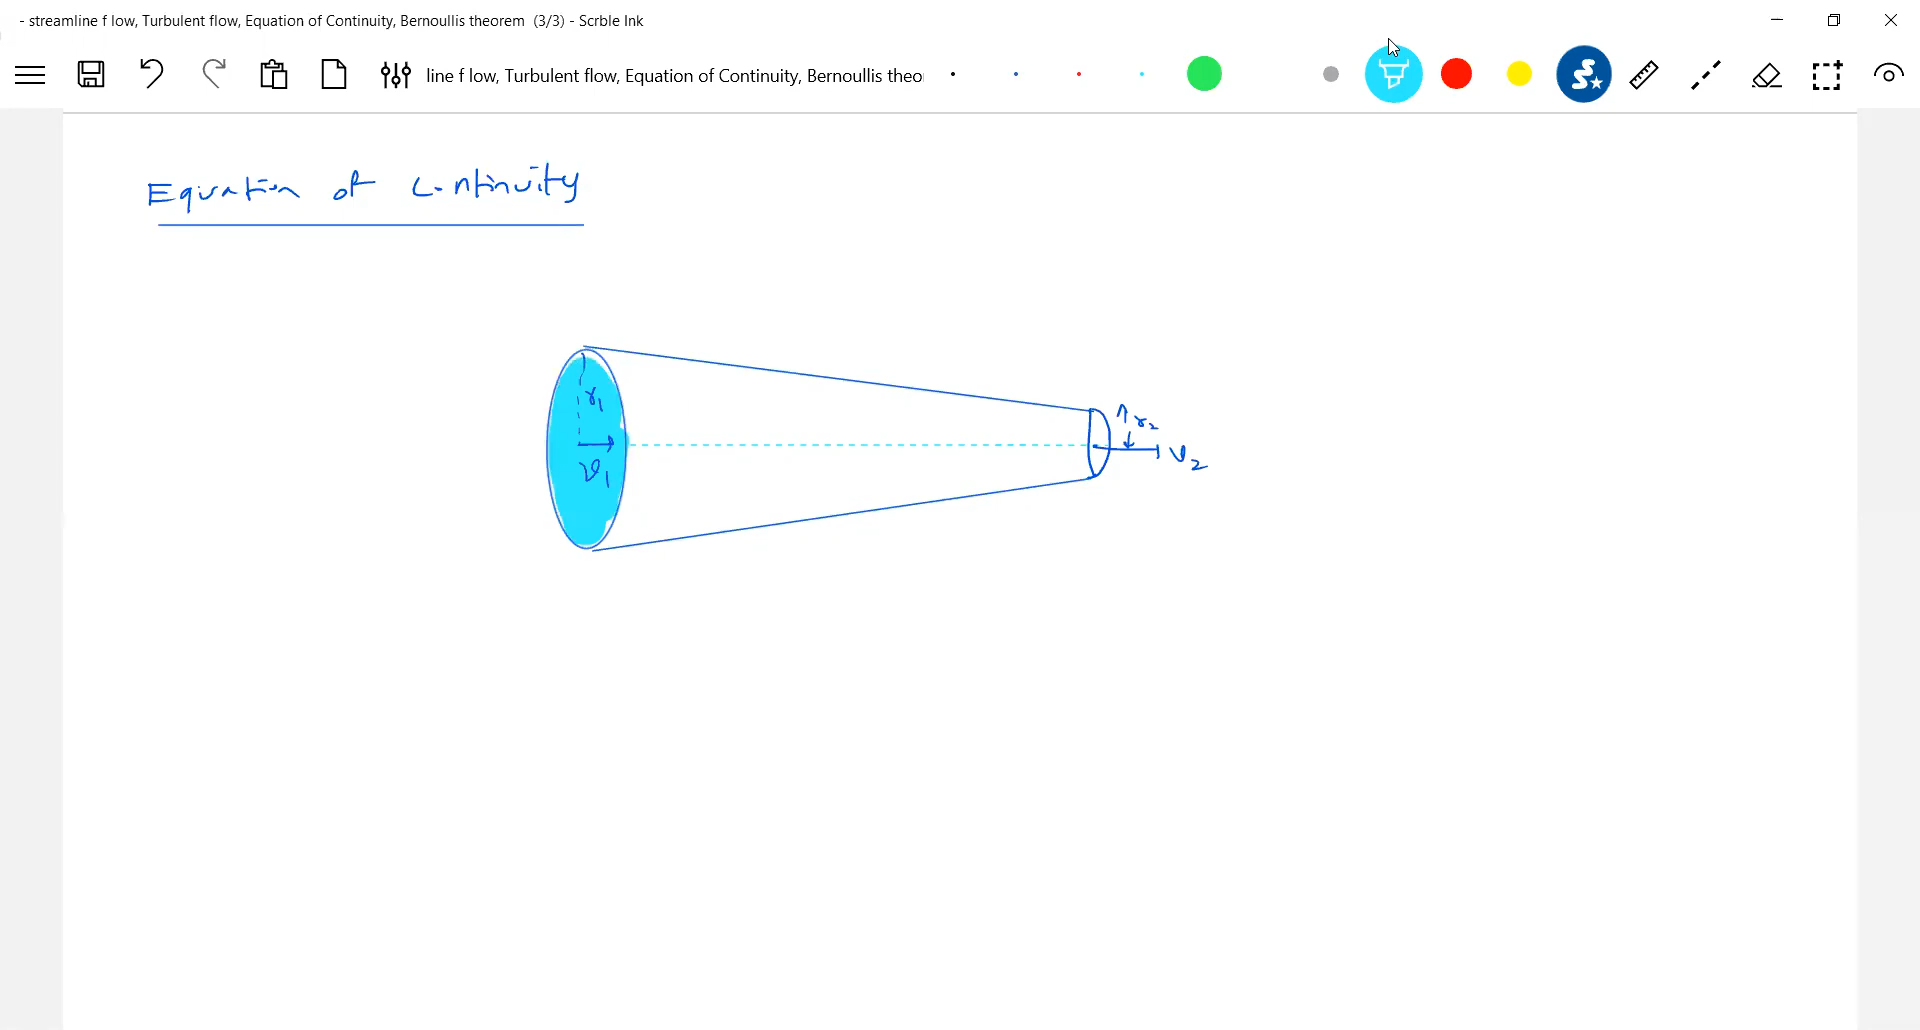 - streamline f low, Turbulent flow, Equation of Continuity, Bernoullis theorem (3/3) - Scrble Ink
line f low, Turbulent flow, Equation of Continuity, Bernoullis theo
Equation of Continuity
r₁
r₂
v₁
v₂